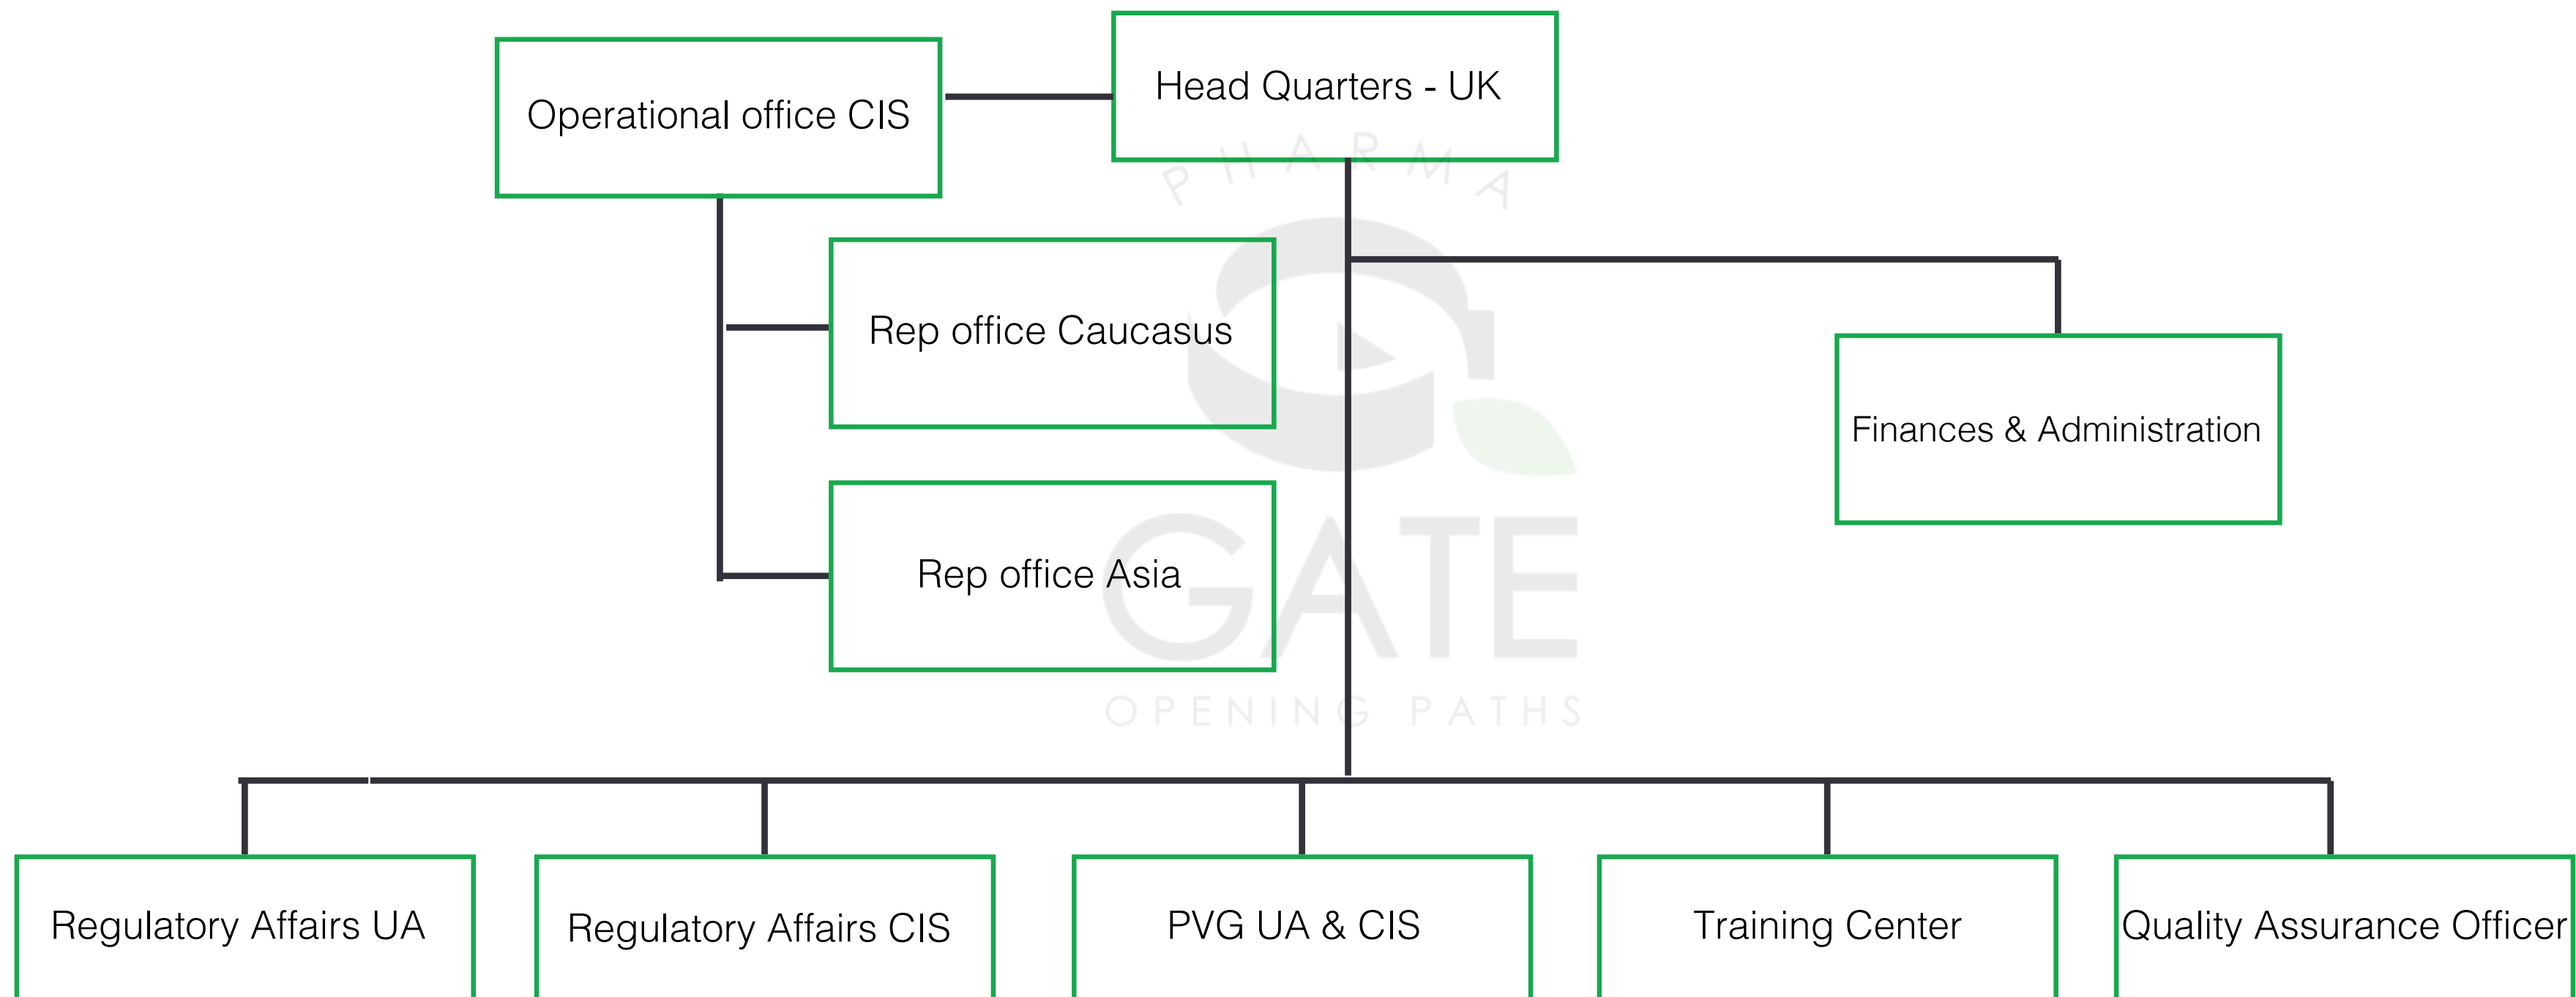 Head Quarters - UK
Operational office CIS
PHARMA
Rep office Caucasus
Finances & Administration
Rep office Asia
GATE
OPENING PATHS
Regulatory Affairs UA
Regulatory Affairs CIS
PVG UA & CIS
Training Center
Quality Assurance Officer